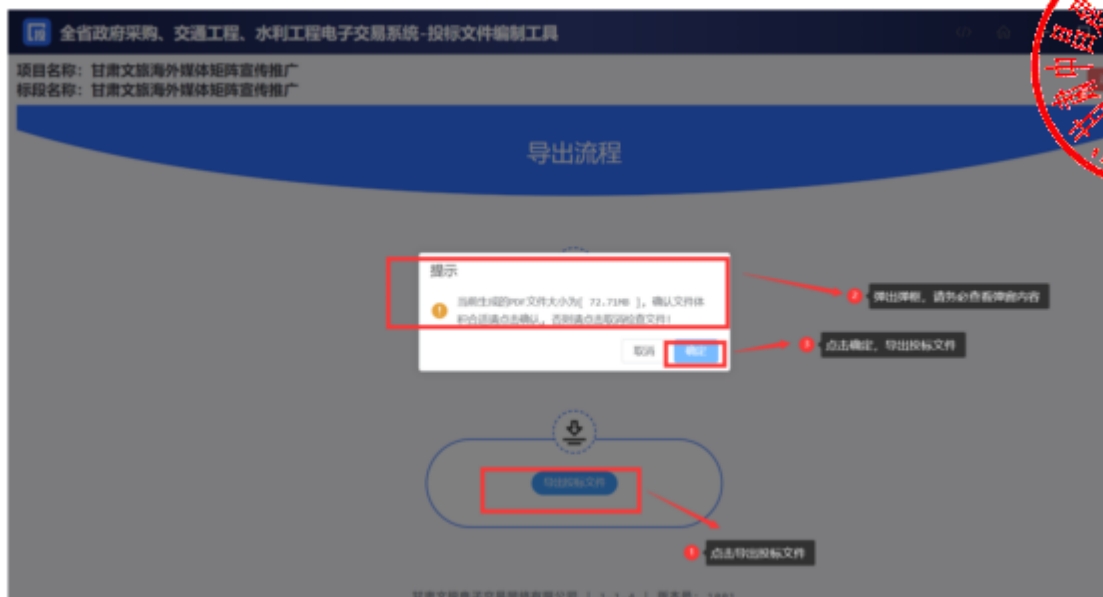 全省政府采购、交通工程、水利工程电子交易系统-投标文件编制工具
项目名称：甘肃文旅海外媒体矩阵宣传推广
标段名称：甘肃文旅海外媒体矩阵宣传推广
导出流程
提示
当前生成的PDF文件大小为[ 72.71MB ]，确认文件体
积合适请点击确认，否则请点击取消检查文件！
取消
确定
2 弹出弹框，请务必查看弹窗内容
3 点击确定，导出投标文件
导出投标文件
1 点击导出投标文件